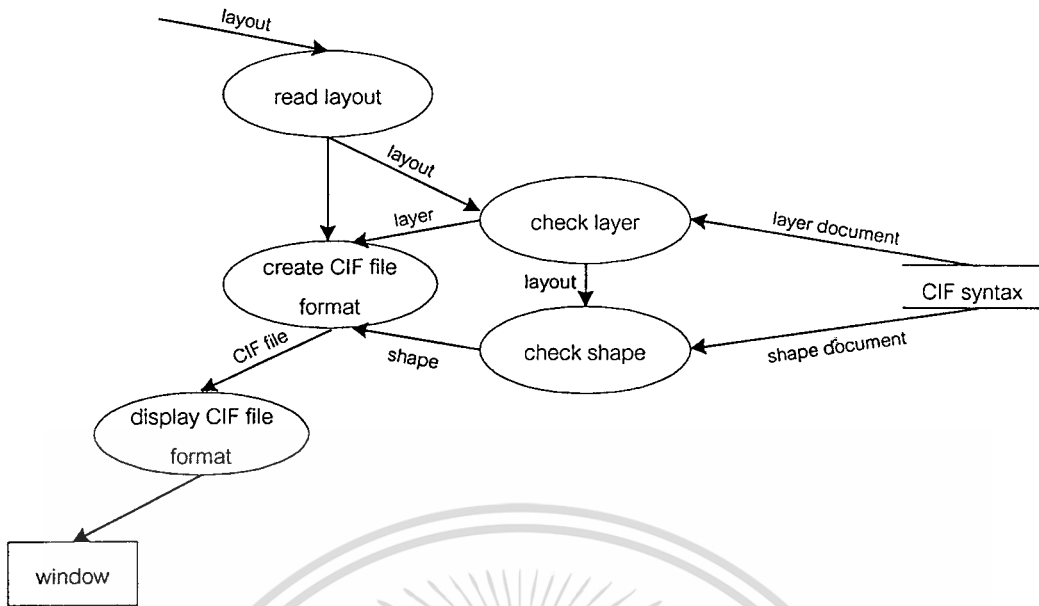 layout
read layout
layout
layer
check layer
layer document
create CIF file
format
layout
CIF syntax
CIF file
shape
check shape
shape document
display CIF file
format
window